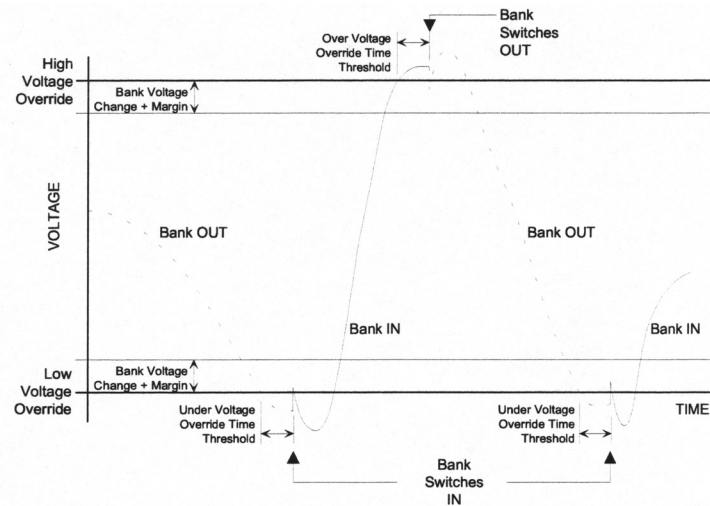 Over Voltage
Override Time
Threshold
Bank
Switches
OUT
High
Voltage
Override
Bank Voltage
Change + Margin
VOLTAGE
Bank OUT
Bank OUT
Bank IN
Bank IN
Bank Voltage
Change + Margin
Low
Voltage
Override
TIME
Under Voltage
Override Time
Threshold
Under Voltage
Override Time
Threshold
Bank
Switches
IN